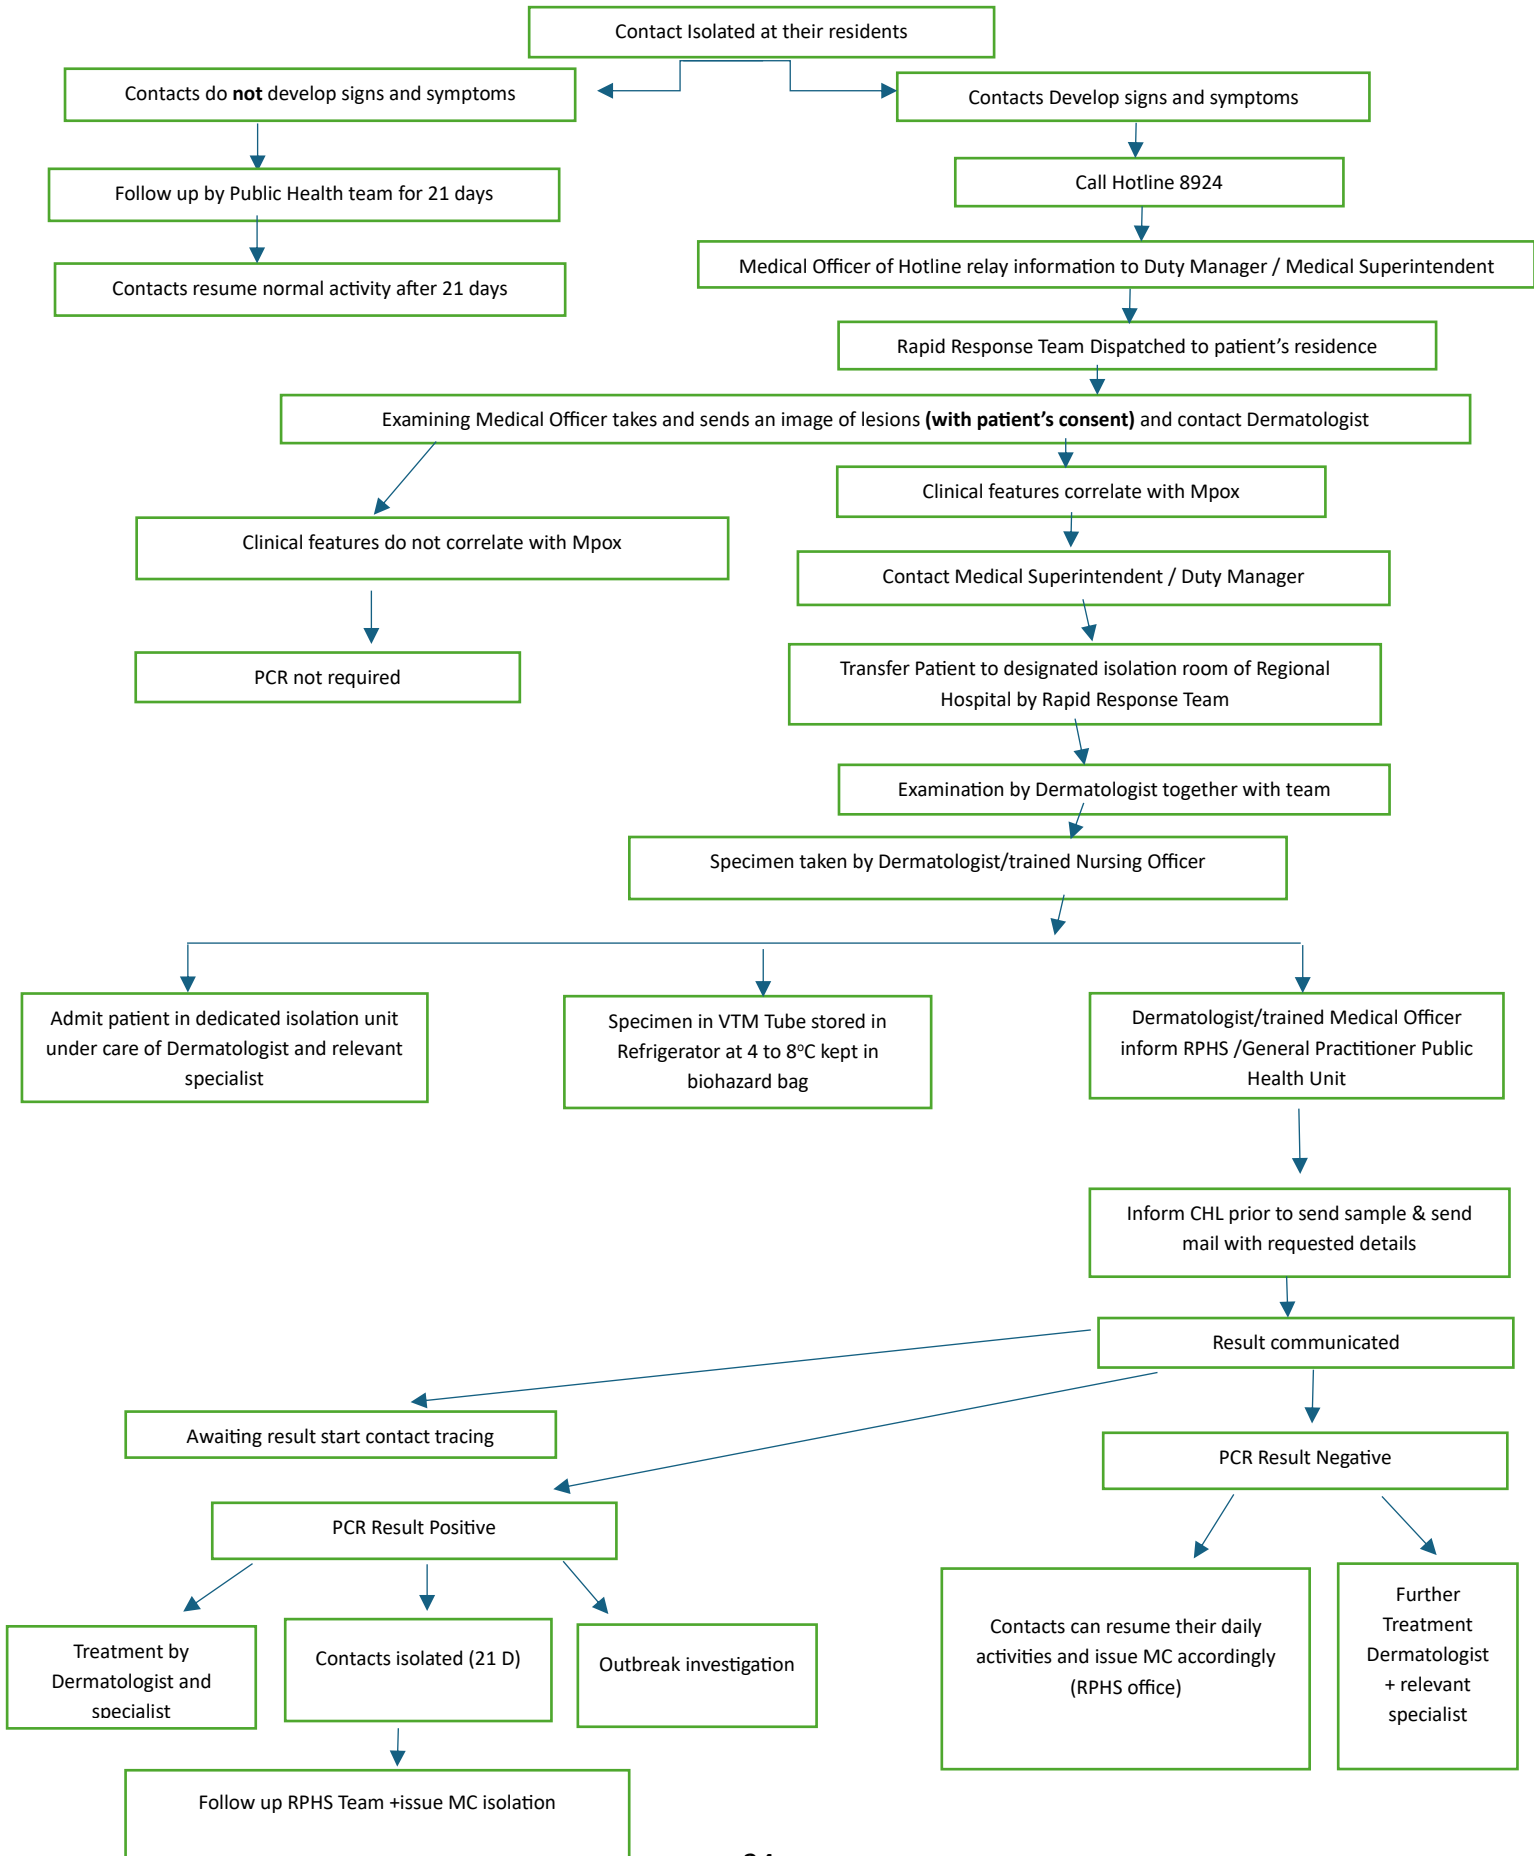 Contact Isolated at their residents
Contacts do not develop signs and symptoms
Contacts Develop signs and symptoms
Follow up by Public Health team for 21 days
Call Hotline 8924
Contacts resume normal activity after 21 days
Medical Officer of Hotline relay information to Duty Manager / Medical Superintendent
Rapid Response Team Dispatched to patient’s residence
Examining Medical Officer takes and sends an image of lesions (with patient’s consent) and contact Dermatologist
Clinical features correlate with Mpox
Clinical features do not correlate with Mpox
Contact Medical Superintendent / Duty Manager
PCR not required
Transfer Patient to designated isolation room of Regional
Hospital by Rapid Response Team
Examination by Dermatologist together with team
Specimen taken by Dermatologist/trained Nursing Officer
Admit patient in dedicated isolation unit
under care of Dermatologist and relevant
specialist
Specimen in VTM Tube stored in
Refrigerator at 4 to 8°C kept in
biohazard bag
Dermatologist/trained Medical Officer
inform RPHS /General Practitioner Public
Health Unit
Inform CHL prior to send sample & send
mail with requested details
Result communicated
Awaiting result start contact tracing
PCR Result Negative
PCR Result Positive
Treatment by
Dermatologist and
specialist
Contacts isolated (21 D)
Outbreak investigation
Contacts can resume their daily
activities and issue MC accordingly
(RPHS office)
Further
Treatment
Dermatologist
+ relevant
specialist
Follow up RPHS Team +issue MC isolation